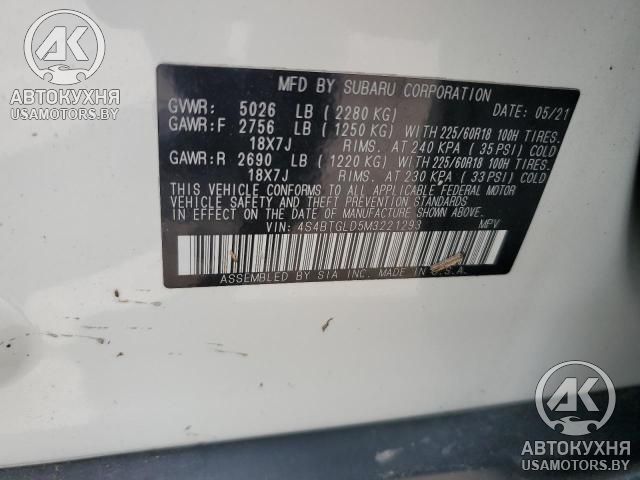 AK
АВТОКУХНЯ
USAMOTORS.BY
MFD BY SUBARU CORPORATION
GVWR: 5026 LB ( 2280 KG) DATE: 05/21
GAWR:F 2756 LB ( 1250 KG) WITH 225/60R18 100H TIRES.
18X7J RIMS. AT 240 KPA ( 35 PSI) COLD
GAWR:R 2690 LB ( 1220 KG) WITH 225/60R18 100H TIRES.
18X7J RIMS. AT 230 KPA ( 33 PSI) COLD
THIS VEHICLE CONFORMS TO ALL APPLICABLE FEDERAL MOTOR
VEHICLE SAFETY AND THEFT PREVENTION STANDARDS IN EFFECT
ON THE DATE OF MANUFACTURE SHOWN ABOVE.
VIN: 4S4BTGLD5M3221293 MPV
ASSEMBLED BY SIA INC. MADE IN U.S.A.
AK
АВТОКУХНЯ
USAMOTORS.BY